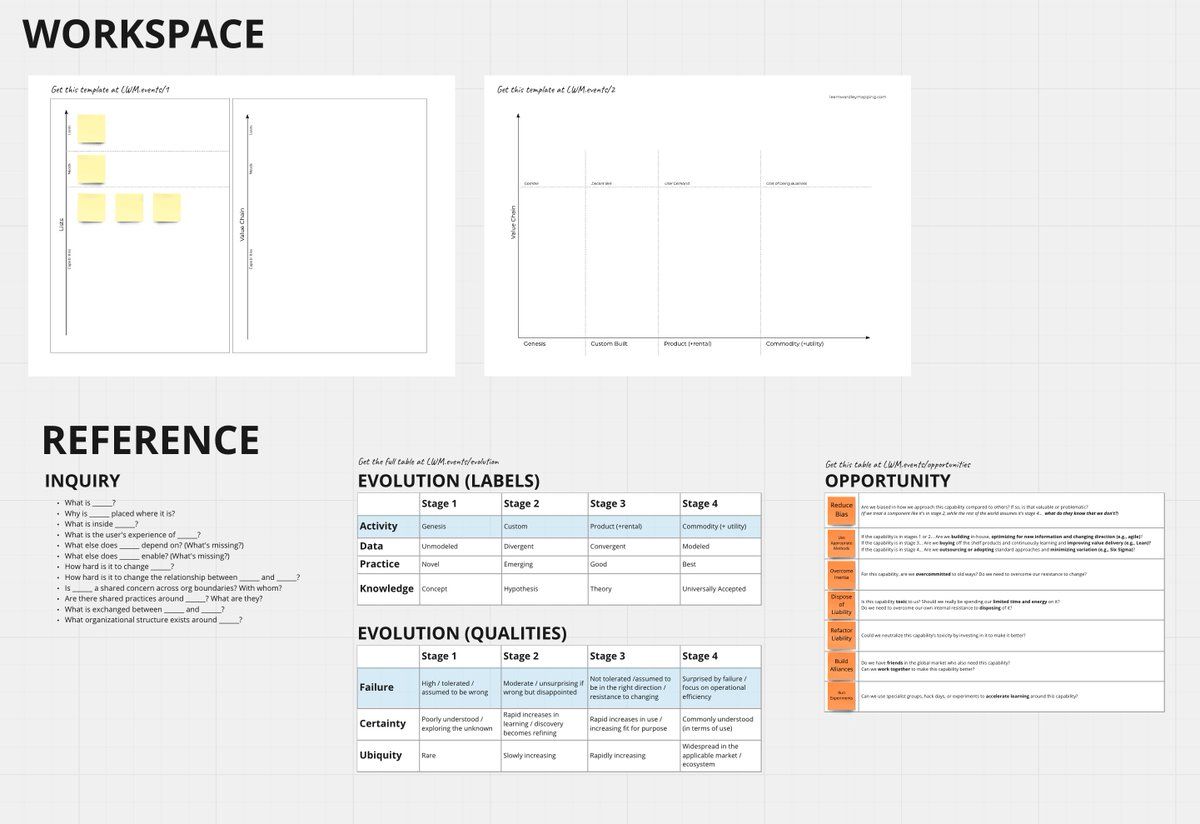 WORKSPACE
Get this template at LWM.events/1
Users
Needs
Lists
Capabilities
Users
Needs
Value Chain
Capabilities
Get this template at LWM.events/2
learnwardleymapping.com
Value Chain
User Demand
Cost of Doing Business
Genesis
Custom Built
Product (+rental)
Commodity (+utility)
REFERENCE
INQUIRY
• What is ______?
• Why is ______ placed where it is?
• What is inside ______?
• What is the user's experience of ______?
• What else does ______ depend on? (What's missing?)
• What else does ______ enable? (What's missing?)
• How hard is it to change ______?
• How hard is it to change the relationship between ______ and ______?
• Is ______ a shared concern across org boundaries? With whom?
• Are there shared practices around ______? What are they?
• What is exchanged between ______ and ______?
• What organizational structure exists around ______?
Get the full table at LWM.events/evolution
EVOLUTION (LABELS)
Stage 1 Stage 2 Stage 3 Stage 4
Activity Genesis Custom Product (+rental) Commodity (+ utility)
Data Unmodeled Divergent Convergent Modeled
Practice Novel Emerging Good Best
Knowledge Concept Hypothesis Theory Universally Accepted
EVOLUTION (QUALITIES)
Stage 1 Stage 2 Stage 3 Stage 4
Failure
High / tolerated /
assumed to be wrong
Moderate / unsurprising if
wrong but disappointed
Not tolerated /assumed to
be in the right direction /
resistance to changing
Surprised by failure /
focus on operational
efficiency
Certainty
Poorly understood /
exploring the unknown
Rapid increases in
learning / discovery
becomes refining
Rapid increases in use /
increasing fit for purpose
Commonly understood
(in terms of use)
Ubiquity
Rare
Slowly increasing
Rapidly increasing
Widespread in the
applicable market /
ecosystem
Get this table at LWM.events/opportunities
OPPORTUNITY
Reduce
Bias
Are we biased in how we approach this capability compared to others? If so, is that valuable or problematic?
If we treat a component like it's in stage 2, while the rest of the world assumes it's stage 4... what do they know that we don't?)
Use
Appropriate
Methods
If the capability is in stages 1 or 2... Are we building in house, optimizing for new information and changing direction (e.g., agile)?
If the capability is in stage 3... Are we buying off the shelf products and continuously learning and improving value delivery (e.g., Lean)?
If the capability is in stage 4... Are we outsourcing or adopting standard approaches and minimizing variation (e.g., Six Sigma)?
Overcome
Inertia
For this capability, are we overcommitted to old ways? Do we need to overcome our resistance to change?
Dispose
of
Liability
Is this capability toxic to us? Should we really be spending our limited time and energy on it?
Do we need to overcome our own internal resistance to disposing of it?
Refactor
Liability
Could we neutralize this capability's toxicity by investing in it to make it better?
Build
Alliances
Do we have friends in the global market who also need this capability?
Can we work together to make this capability better?
Run
Experiments
Can we use specialist groups, hack days, or experiments to accelerate learning around this capability?